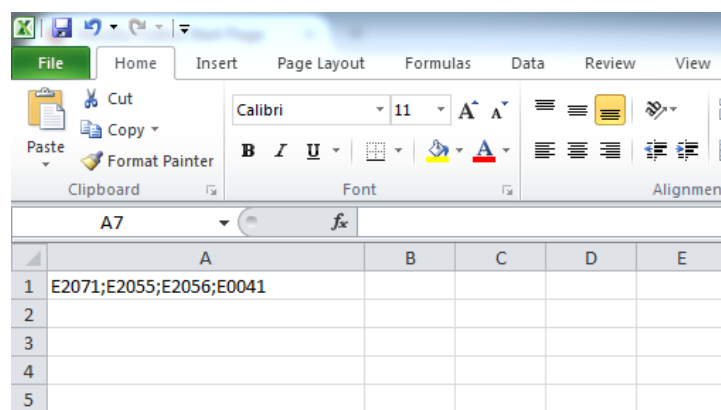 File Home Insert Page Layout Formulas Data Review View
Cut
Copy
Format Painter
Paste
Calibri 11 A A
B I U A
Clipboard Font Alignmen
A7 fx
A B C D E
1 E2071;E2055;E2056;E0041
2
3
4
5